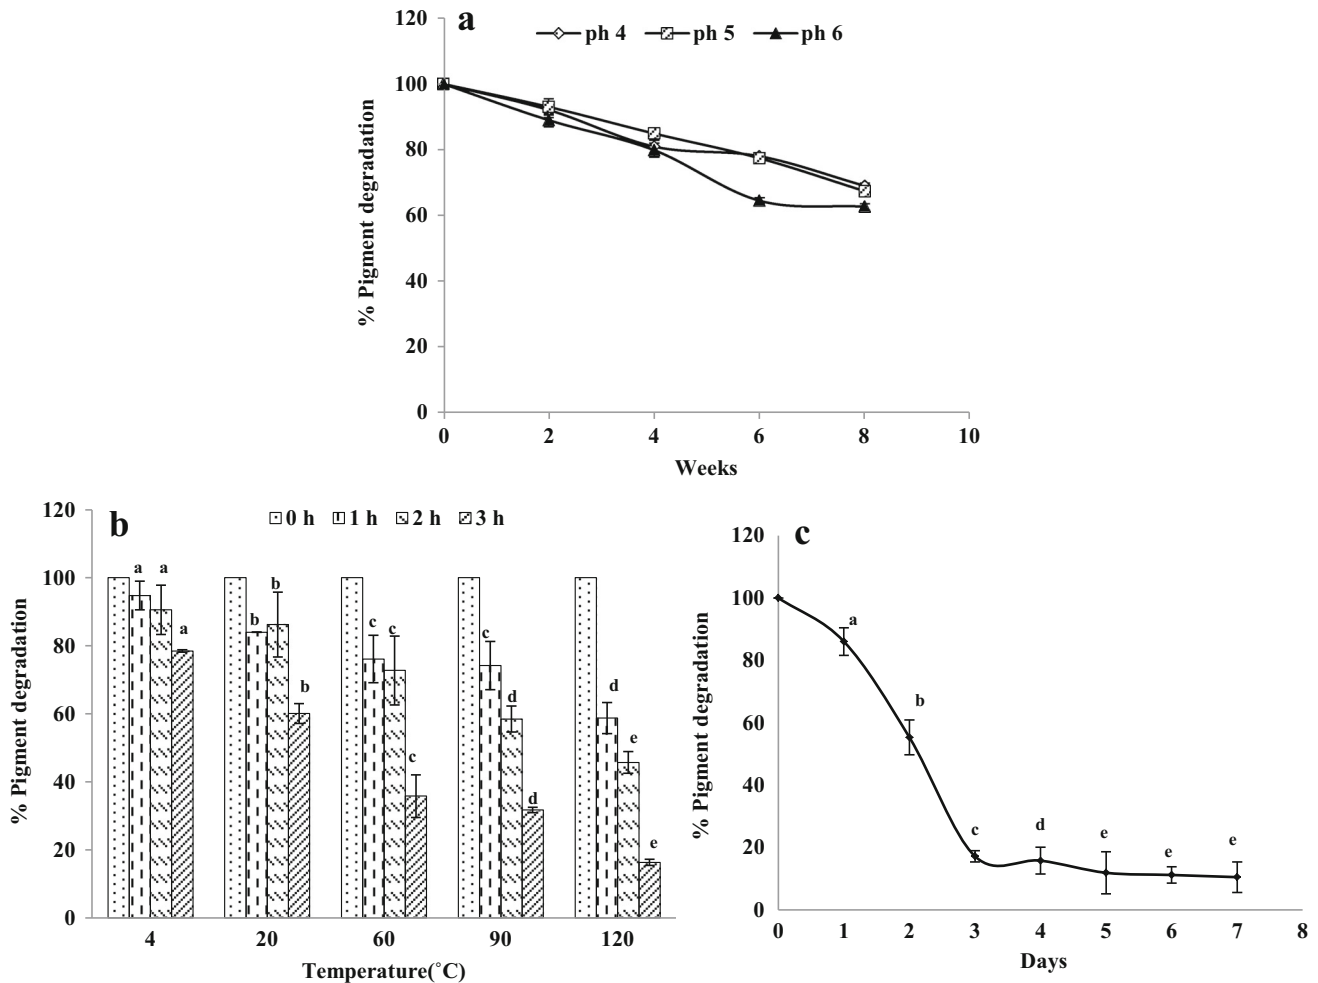 a
ph 4 ph 5 ph 6
120
100
80
60
40
20
0
% Pigment degradation
0 2 4 6 8 10
Weeks
b
0 h 1 h 2 h 3 h
120
100
80
60
40
20
0
% Pigment degradation
a a a
b b b
c c c
c d d
d e e
4 20 60 90 120
Temperature(˚C)
c
120
100
80
60
40
20
0
% Pigment degradation
a
b
c d e e e
0 1 2 3 4 5 6 7 8
Days